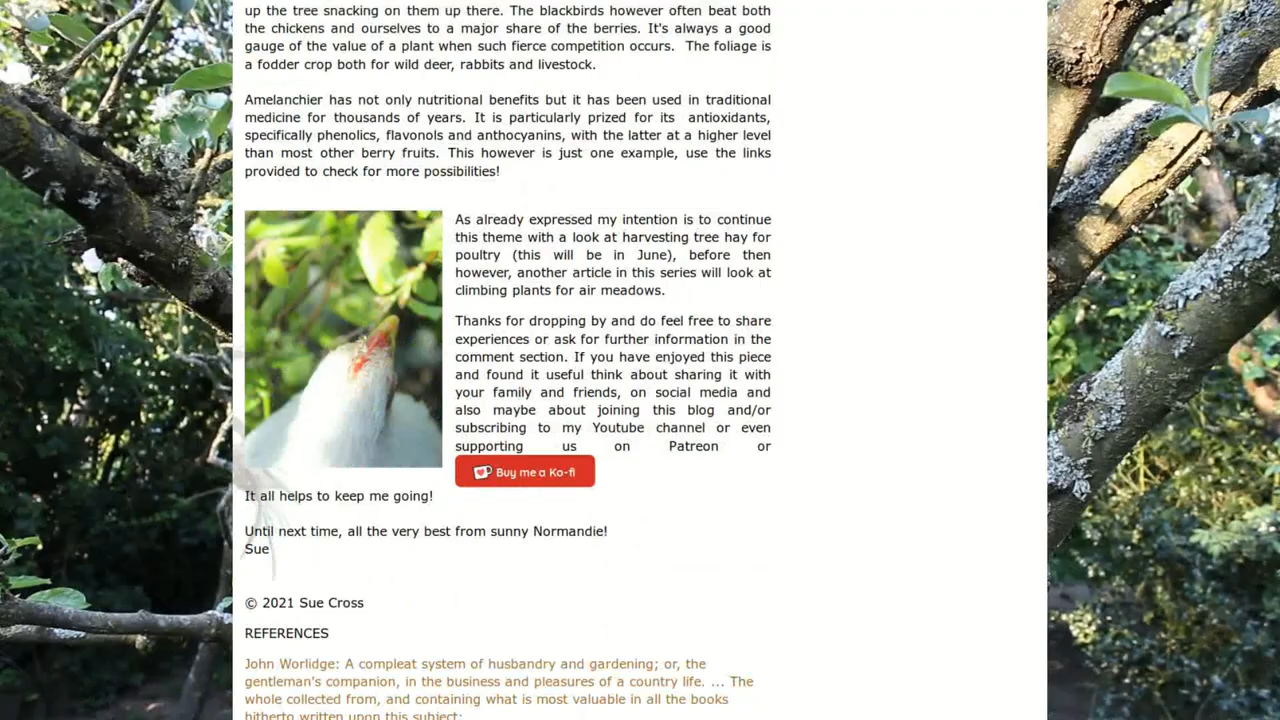 up the tree snacking on them up there. The blackbirds however often beat both
the chickens and ourselves to a major share of the berries. It's always a good
gauge of the value of a plant when such fierce competition occurs.  The foliage is
a fodder crop both for wild deer, rabbits and livestock.
Amelanchier has not only nutritional benefits but it has been used in traditional
medicine for thousands of years. It is particularly prized for its  antioxidants,
specifically phenolics, flavonols and anthocyanins, with the latter at a higher level
than most other berry fruits. This however is just one example, use the links
provided to check for more possibilities!
As already expressed my intention is to continue
this theme with a look at harvesting tree hay for
poultry (this will be in June), before then
however, another article in this series will look at
climbing plants for air meadows.
Thanks for dropping by and do feel free to share
experiences or ask for further information in the
comment section. If you have enjoyed this piece
and found it useful think about sharing it with
your family and friends, on social media and
also maybe about joining this blog and/or
subscribing to my Youtube channel or even
supporting us on Patreon or
Buy me a Ko-fi
It all helps to keep me going!
Until next time, all the very best from sunny Normandie!
Sue
© 2021 Sue Cross
REFERENCES
John Worlidge: A compleat system of husbandry and gardening; or, the
gentleman's companion, in the business and pleasures of a country life. ... The
whole collected from, and containing what is most valuable in all the books
hitherto written upon this subject;